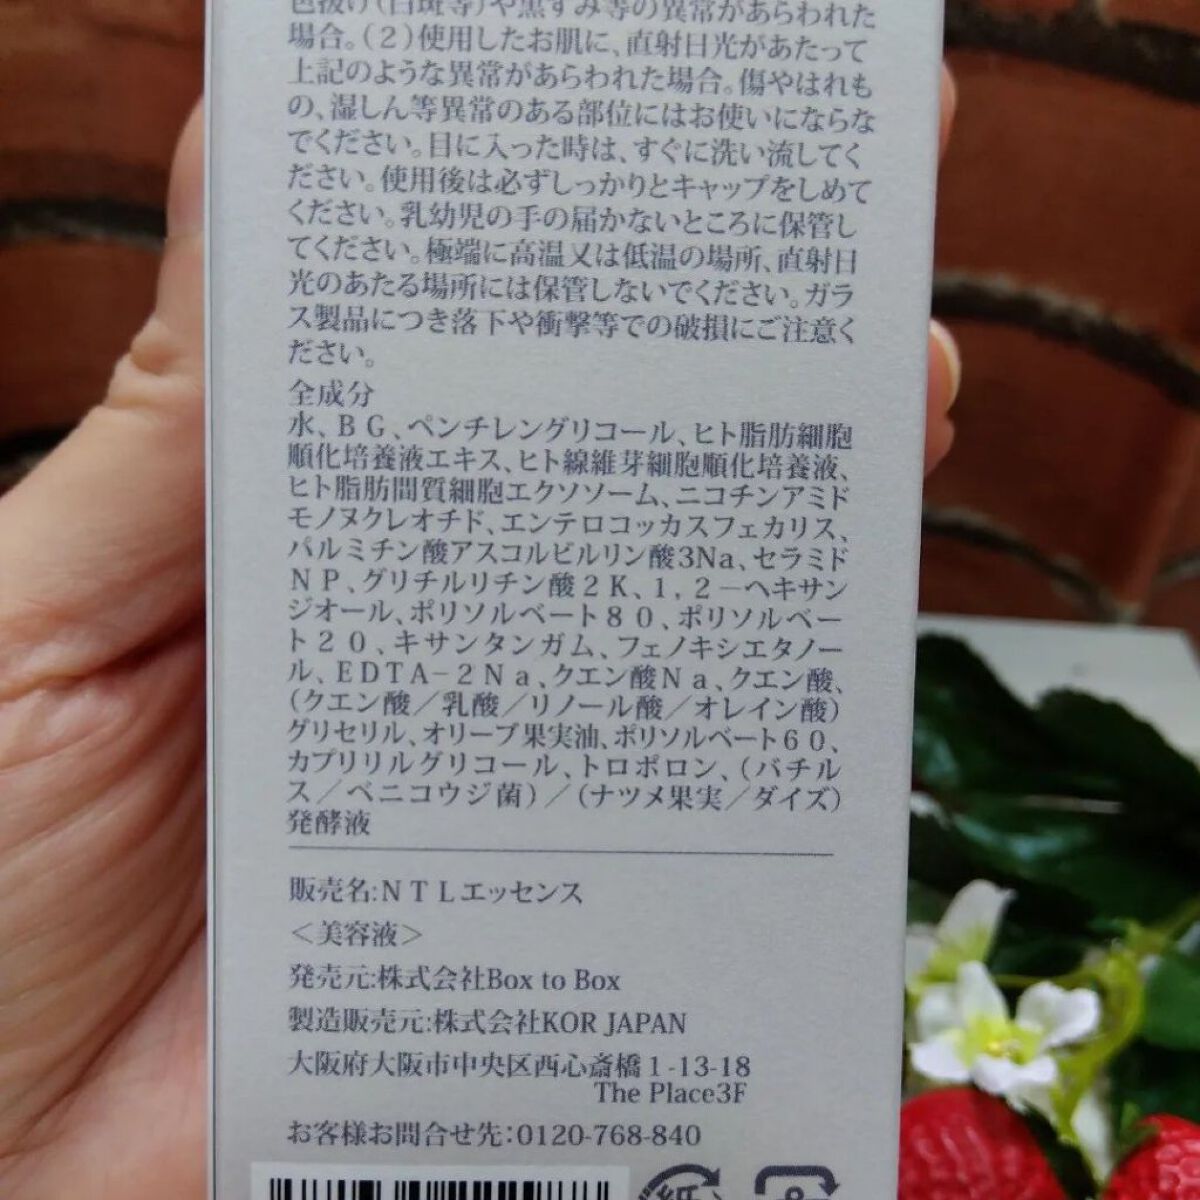 色抜け(白斑等)や黒ずみ等の異常があらわれた
場合。(2)使用したお肌に、直射日光があたって
上記のような異常があらわれた場合。傷やはれも
の、湿しん等異常のある部位にはお使いにならな
でください。目に入った時は、すぐに洗い流してく
ださい。使用後は必ずしっかりとキャップをしめて
ください。乳幼児の手の届かないところに保管し
てください。極端に高温又は低温の場所、直射日
光のあたる場所には保管しないでください。ガラ
ス製品につき落下や衝撃等での破損にご注意く
ださい。
全成分
水、BG、ペンチレングリコール、ヒト脂肪細胞
順化培養液エキス、ヒト線維芽細胞順化培養液、
ヒト脂肪間質細胞エクソソーム、ニコチンアミド
モノヌクレオチド、エンテロコッカスフェカリス、
パルミチン酸アスコルビルリン酸3Na、セラミド
NP、グリチルリチン酸2K、1,2-ヘキサン
ジオール、ポリソルベート80、ポリソルベー
ト20、キサンタンガム、フェノキシエタノー
ル、EDTA-2Na、クエン酸Na、クエン酸、
(クエン酸/乳酸/リノール酸/オレイン酸)
グリセリル、オリーブ果実油、ポリソルベート60、
カプリリルグリコール、トロポロン、(バチル
ス/ベニコウジ菌)/(ナツメ果実/ダイズ)
発酵液
販売名:NTLエッセンス
<美容液>
発売元:株式会社Box to Box
製造販売元:株式会社KOR JAPAN
大阪府大阪市中央区西心斎橋1-13-18
The Place3F
お客様お問合せ先:0120-768-840
紙